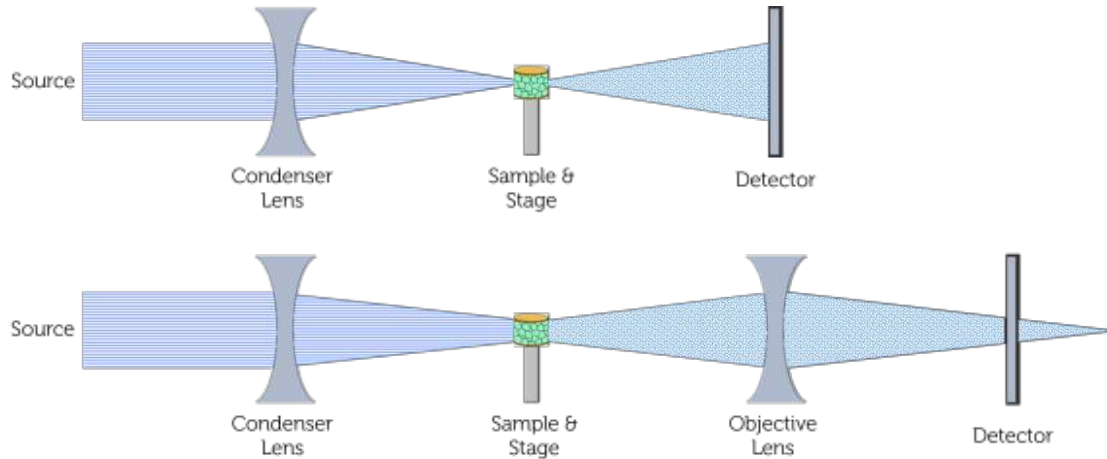 Source
Condenser
Lens
Sample &
Stage
Detector
Source
Condenser
Lens
Sample &
Stage
Objective
Lens
Detector